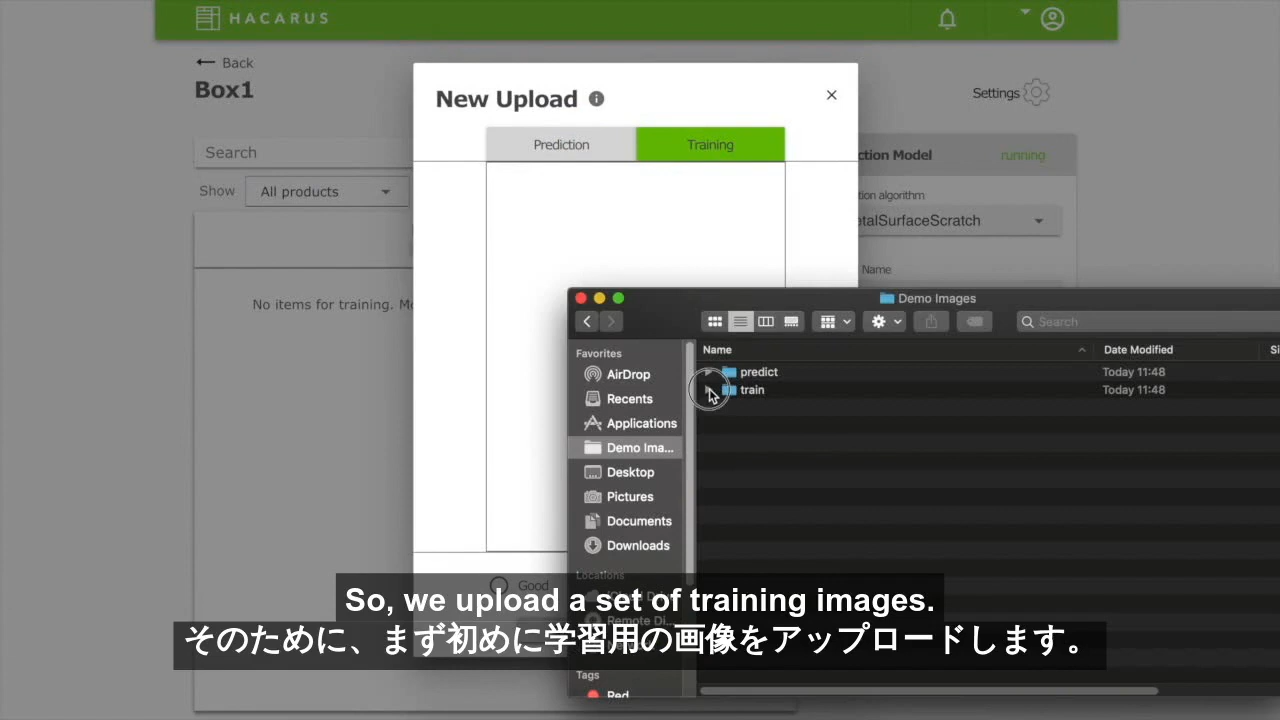 HACARUS
Back
Box1
Search
Show
All products
No items for training.
New Upload
Prediction
Training
Settings
ction Model
running
tion algorithm
etalSurfaceScratch
Name
Good
Demo Images
Search
Favorites
AirDrop
Recents
Applications
Demo Ima...
Desktop
Pictures
Documents
Downloads
Locations
Remote Di...
Tags
Red
Name
Date Modified
Si
predict
Today 11:48
train
Today 11:48
So, we upload a set of training images.
そのために、まず初めに学習用の画像をアップロードします。